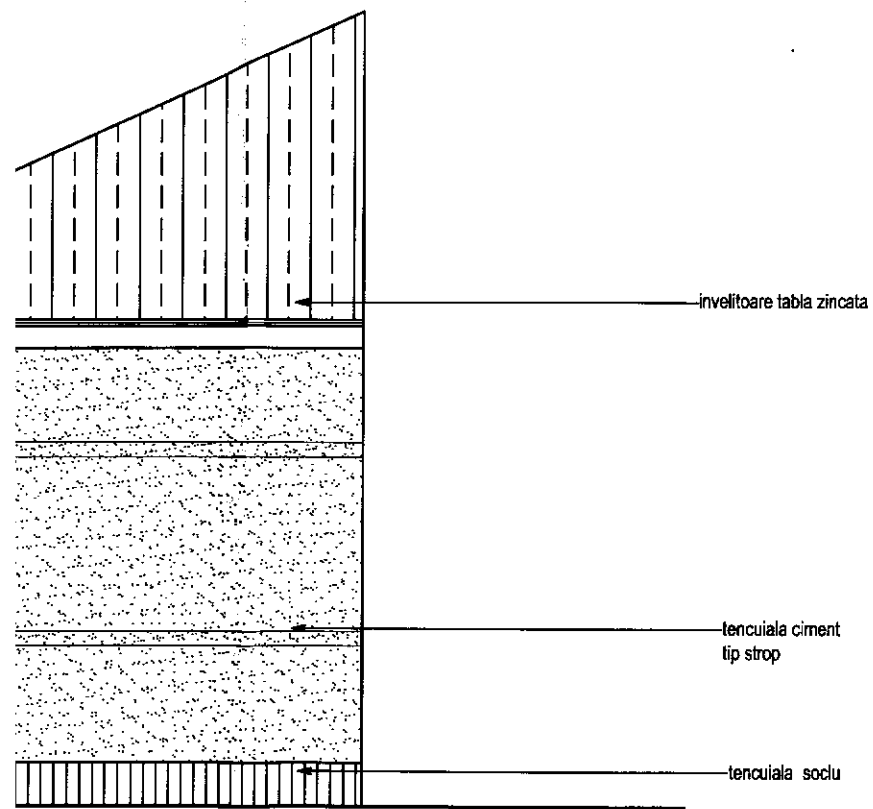 invelitoare tabla zincata
tencuiala ciment
tip strop
tencuiala soclu